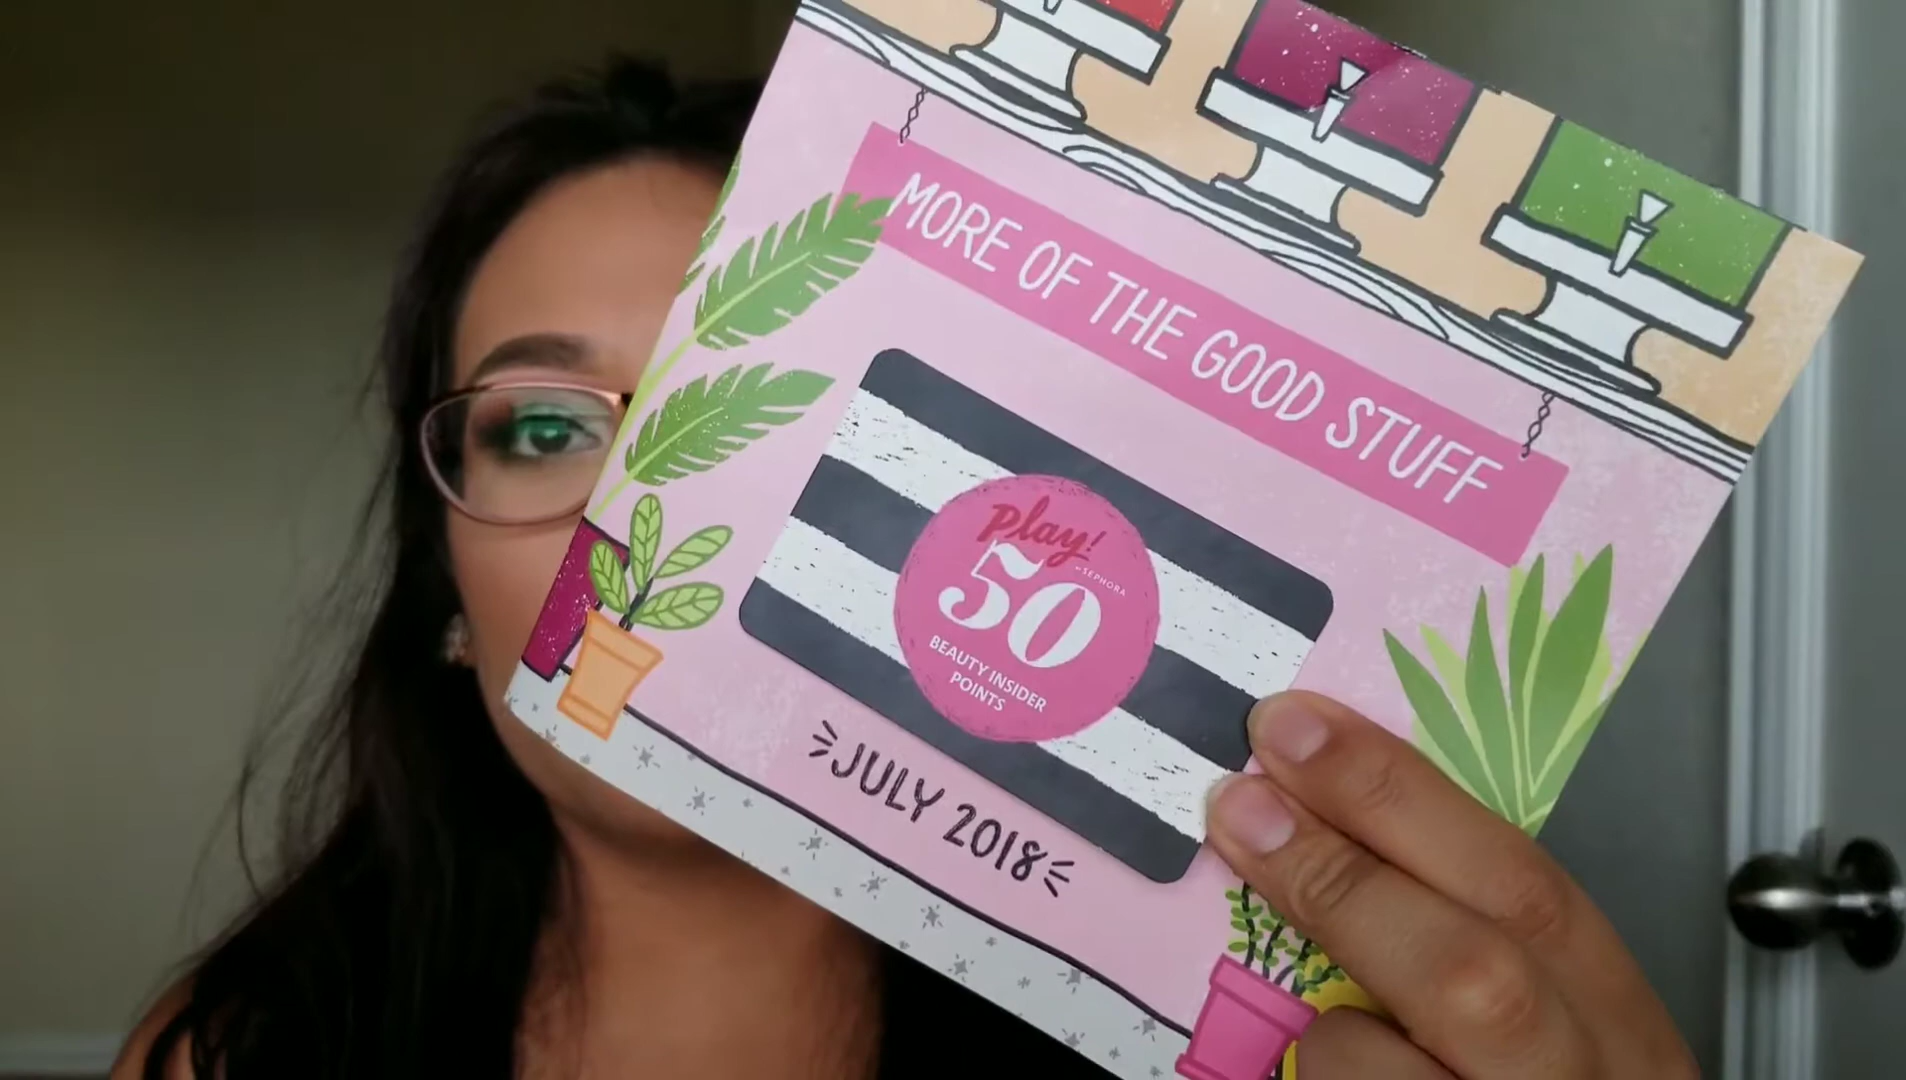 MORE OF THE GOOD STUFF
play!
SEPHORA
50
BEAUTY INSIDER
POINTS
JULY 2018